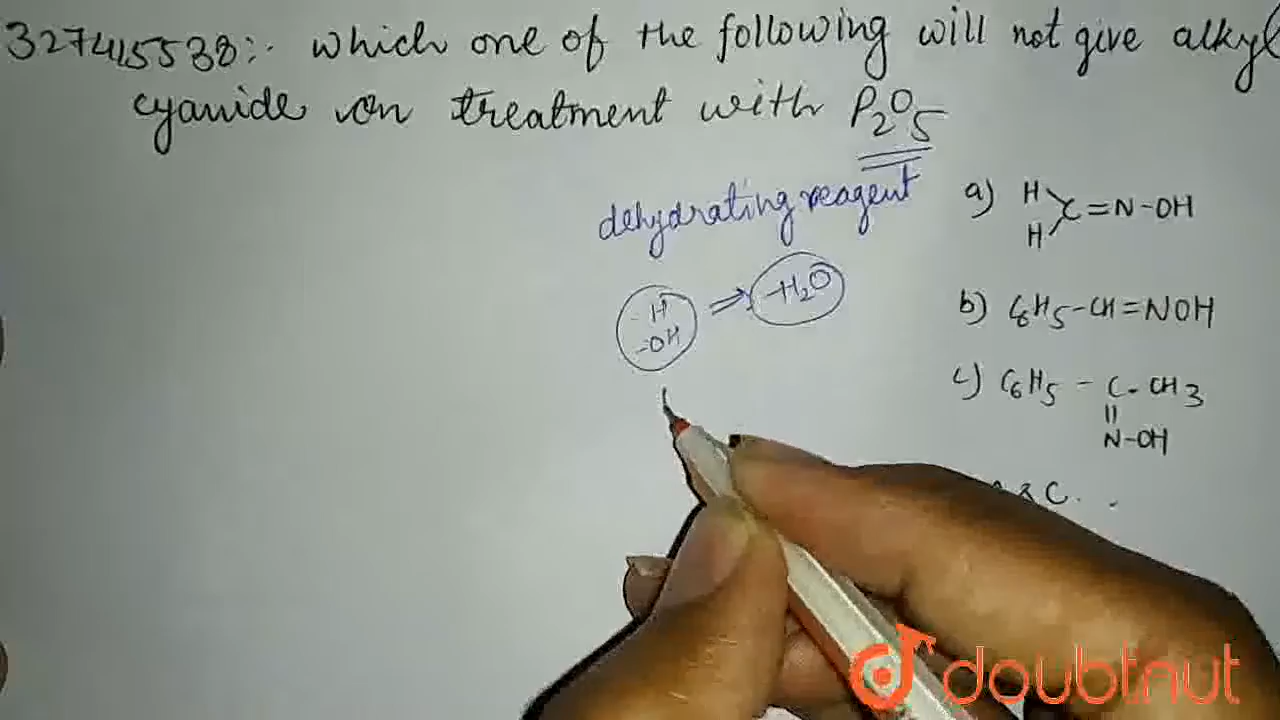 327415538:- which one of the following will not give alkyl
cyanide on treatment with P2O5
dehydrating reagent
-H
-OH
⇒ -H2O
a) H
H
C=N-OH
b) C6H5-CH=NOH
c) C6H5 - C - CH3
||
N-OH
& C.
doubtnut